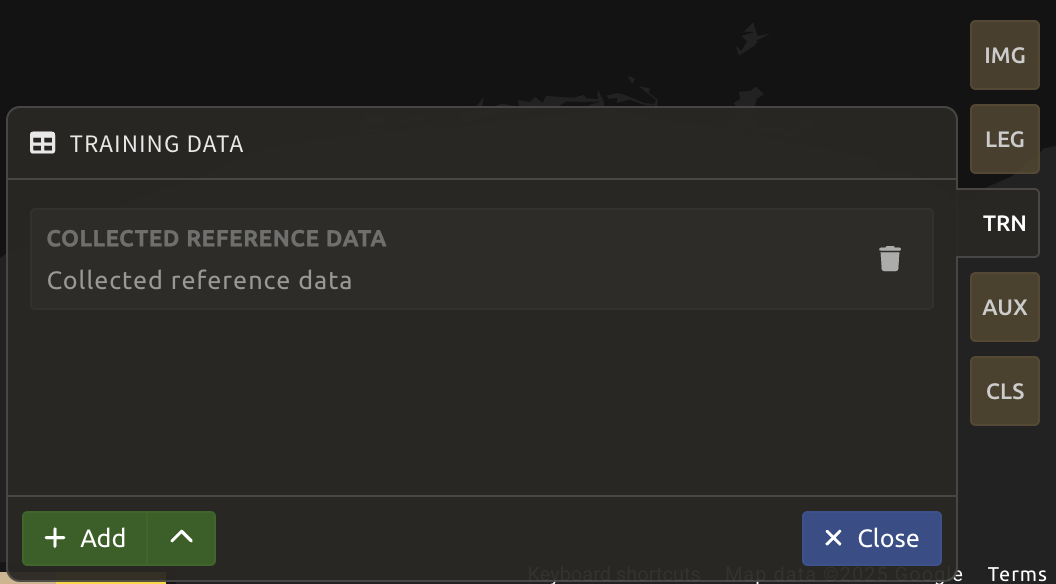 IMG
LEG
TRAINING DATA
TRN
COLLECTED REFERENCE DATA
Collected reference data
AUX
CLS
Add
Close
Keyboard shortcuts
Map data ©2025 Google
Terms